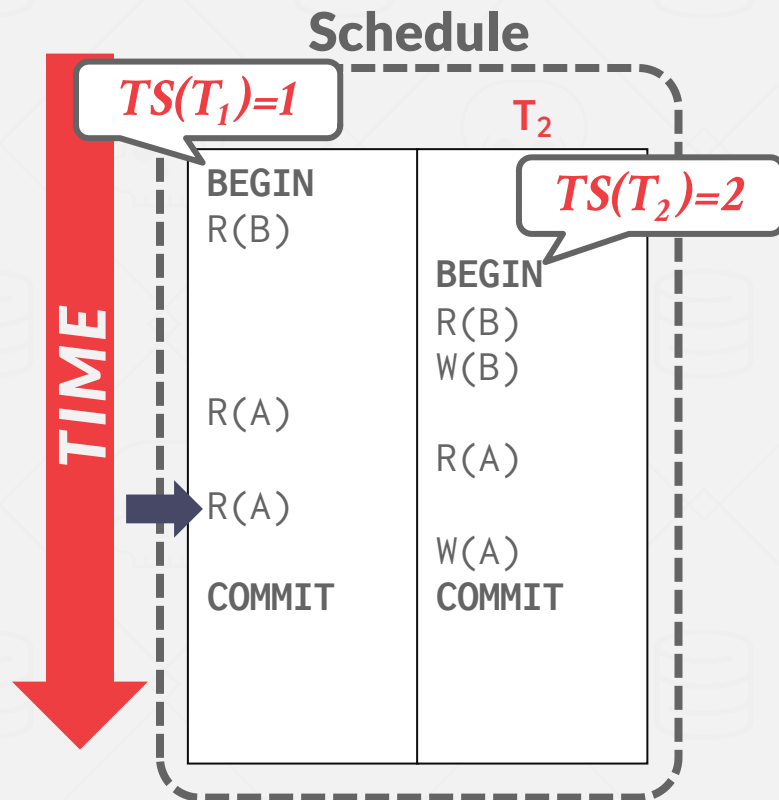 Schedule
TS(T₁)=1
T₂
BEGIN
TS(T₂)=2
R(B)
BEGIN
R(B)
W(B)
R(A)
R(A)
R(A)
W(A)
COMMIT COMMIT
TIME